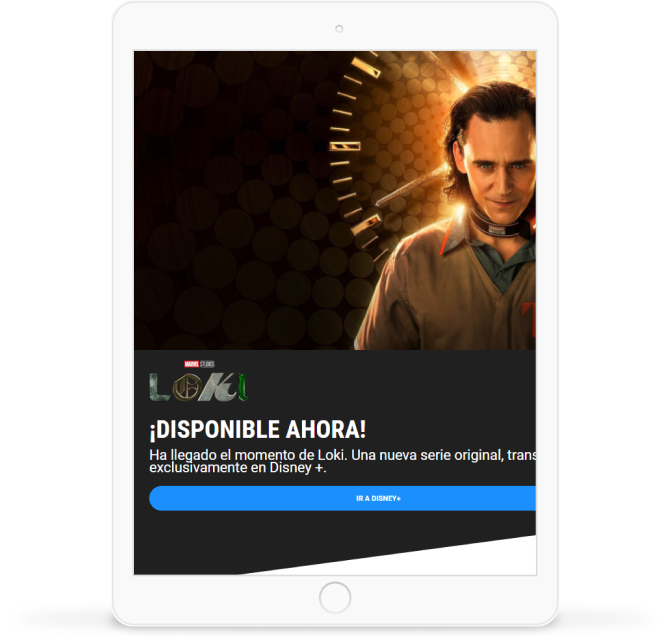 MARVEL STUDIOS
LOKI
¡DISPONIBLE AHORA!
Ha llegado el momento de Loki. Una nueva serie original, trans
exclusivamente en Disney +.
IR A DISNEY+